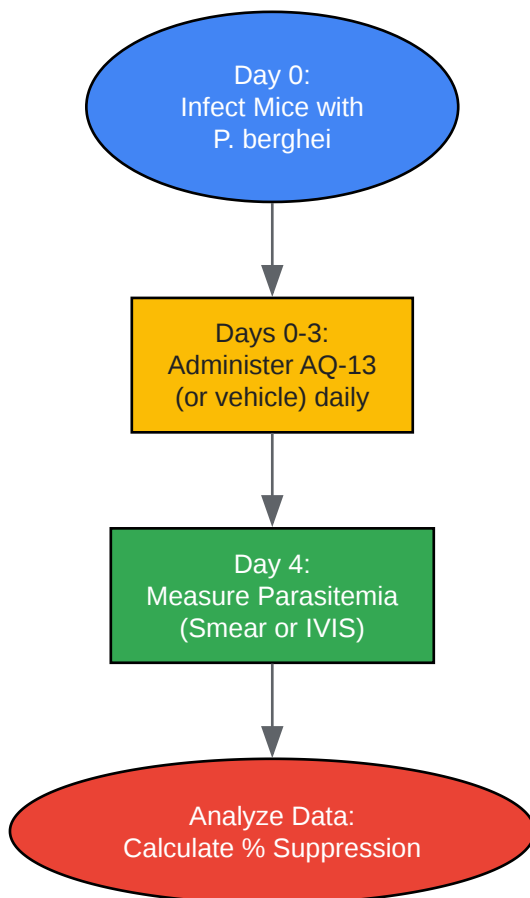 Day 0:
Infect Mice with
P. berghei
Days 0-3:
Administer AQ-13
(or vehicle) daily
Day 4:
Measure Parasitemia
(Smear or IVIS)
Analyze Data:
Calculate % Suppression